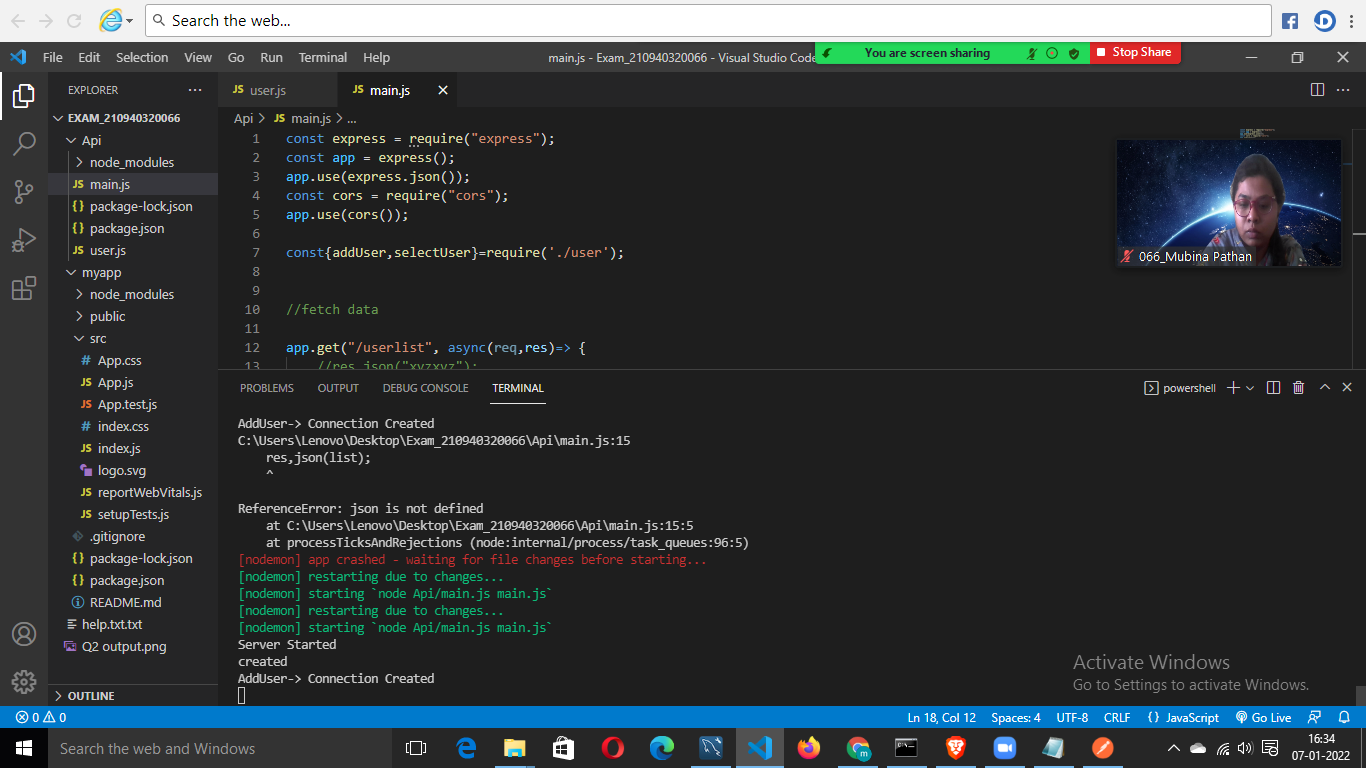 Search the web...
File Edit Selection View Go Run Terminal Help
main.js - Exam_210940320066 - Visual Studio Code
You are screen sharing
Stop Share
EXPLORER
EXAM_210940320066
Api
node_modules
JS main.js
{} package-lock.json
{} package.json
JS user.js
myapp
node_modules
public
src
# App.css
JS App.js
JS App.test.js
# index.css
JS index.js
logo.svg
JS reportWebVitals.js
JS setupTests.js
.gitignore
{} package-lock.json
{} package.json
README.md
help.txt.txt
Q2 output.png
OUTLINE
JS user.js JS main.js
Api > JS main.js > ...
1 const express = require("express");
2 const app = express();
3 app.use(express.json());
4 const cors = require("cors");
5 app.use(cors());
6
7 const{addUser,selectUser}=require('./user');
8
9
10 //fetch data
11
12 app.get("/userlist", async(req,res)=> {
13 //res.json("xyzxyz");
066_Mubina Pathan
PROBLEMS OUTPUT DEBUG CONSOLE TERMINAL
powershell
AddUser-> Connection Created
C:\Users\Lenovo\Desktop\Exam_210940320066\Api\main.js:15
res,json(list);
^
ReferenceError: json is not defined
at C:\Users\Lenovo\Desktop\Exam_210940320066\Api\main.js:15:5
at processTicksAndRejections (node:internal/process/task_queues:96:5)
[nodemon] app crashed - waiting for file changes before starting...
[nodemon] restarting due to changes...
[nodemon] starting `node Api/main.js main.js`
[nodemon] restarting due to changes...
[nodemon] starting `node Api/main.js main.js`
Server Started
created
AddUser-> Connection Created
Activate Windows
Go to Settings to activate Windows.
0 0
Ln 18, Col 12 Spaces: 4 UTF-8 CRLF {} JavaScript Go Live
Search the web and Windows
16:34
07-01-2022